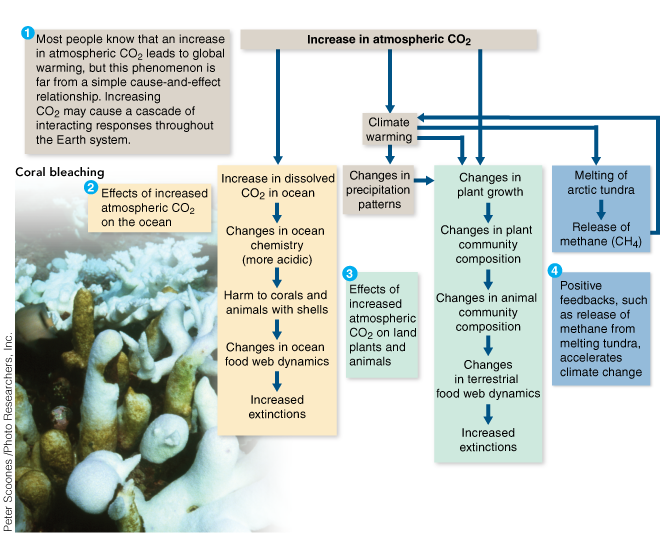 1
Most people know that an increase
in atmospheric CO₂ leads to global
warming, but this phenomenon is
far from a simple cause-and-effect
relationship. Increasing
CO₂ may cause a cascade of
interacting responses throughout
the Earth system.
Increase in atmospheric CO₂
Climate
warming
Coral bleaching
2
Effects of increased
atmospheric CO₂
on the ocean
Increase in dissolved
CO₂ in ocean
Changes in ocean
chemistry
(more acidic)
Harm to corals and
animals with shells
Changes in ocean
food web dynamics
Increased
extinctions
Changes in
precipitation
patterns
3
Effects of
increased
atmospheric
CO₂ on land
plants and
animals
Changes in
plant growth
Changes in plant
community
composition
Changes in animal
community
composition
Changes
in terrestrial
food web dynamics
Increased
extinctions
Melting of
arctic tundra
Release of
methane (CH₄)
4
Positive
feedbacks, such
as release of
methane from
melting tundra,
accelerates
climate change
Peter Scoones /Photo Researchers, Inc.